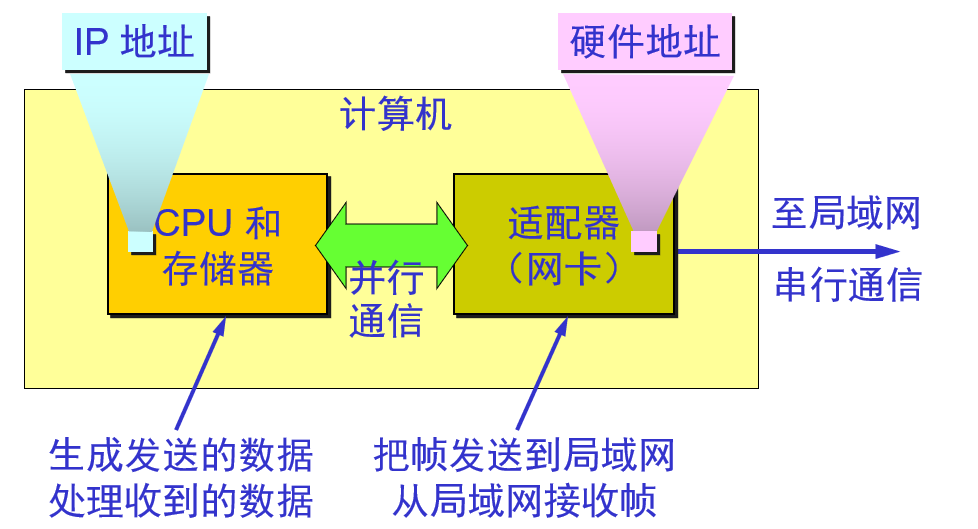 IP 地址
硬件地址
计算机
CPU 和
存储器
并行
通信
适配器
（网卡）
至局域网
串行通信
生成发送的数据
处理收到的数据
把帧发送到局域网
从局域网接收帧